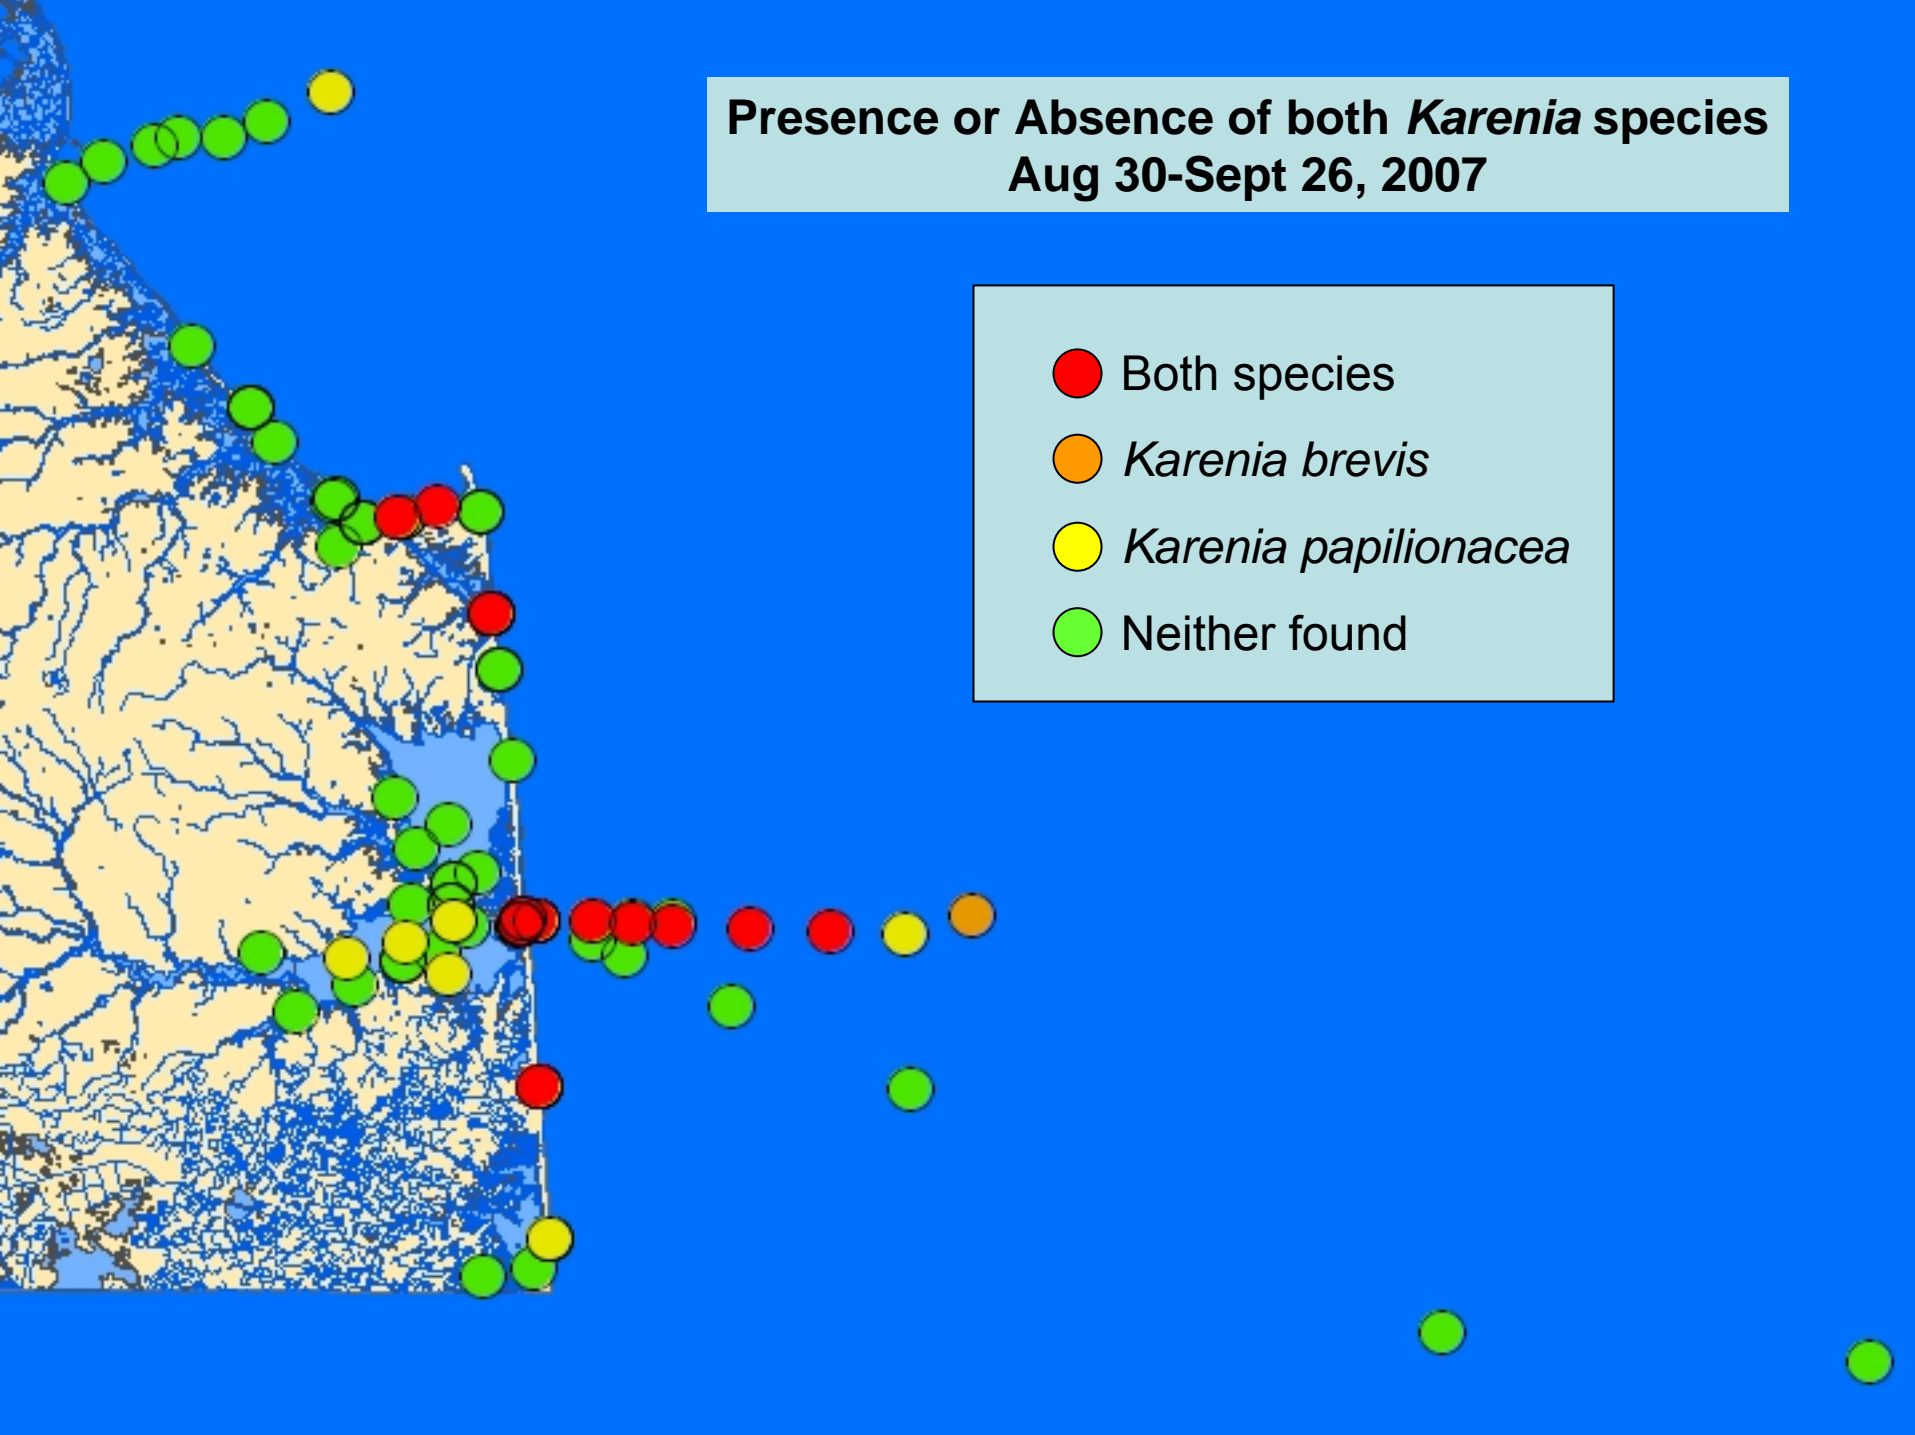 Presence or Absence of both Karenia species
Aug 30-Sept 26, 2007
Both species
Karenia brevis
Karenia papilionacea
Neither found